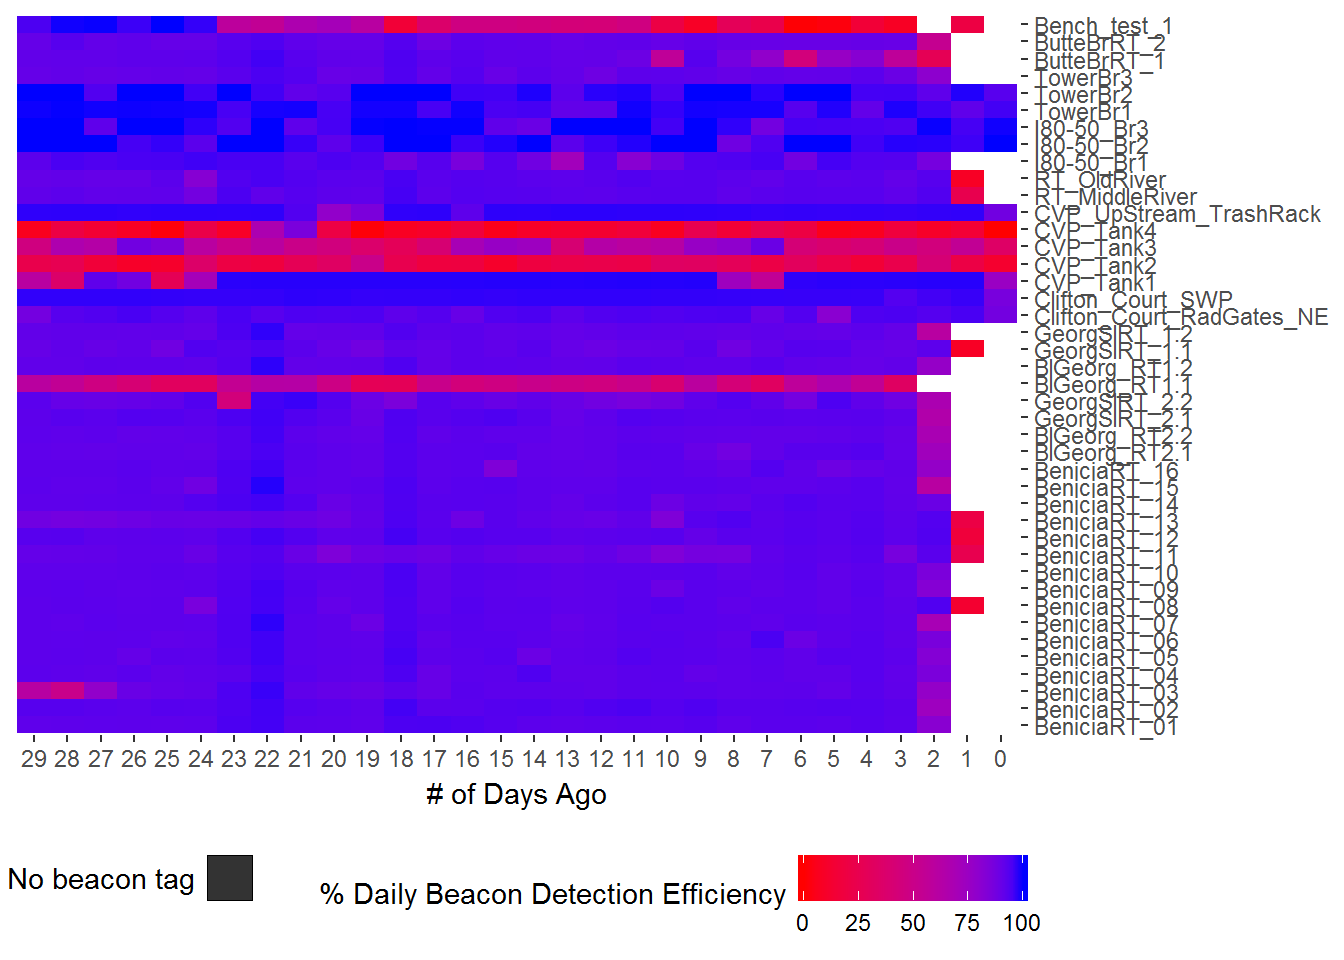 Bench_test_1
ButteBrRT_2
ButteBrRT_1
TowerBr3
TowerBr2
TowerBr1
I80-50_Br3
I80-50_Br2
I80-50_Br1
RT_OldRiver
RT_MiddleRiver
CVP_UpStream_TrashRack
CVP_Tank4
CVP_Tank3
CVP_Tank2
CVP_Tank1
Clifton_Court_SWP
Clifton_Court_RadGates_NE
GeorgSlRT_1.2
GeorgSlRT_1.1
BlGeorg_RT1.2
BlGeorg_RT1.1
GeorgSlRT_2.2
GeorgSlRT_2.1
BlGeorg_RT2.2
BlGeorg_RT2.1
BeniciaRT_16
BeniciaRT_15
BeniciaRT_14
BeniciaRT_13
BeniciaRT_12
BeniciaRT_11
BeniciaRT_10
BeniciaRT_09
BeniciaRT_08
BeniciaRT_07
BeniciaRT_06
BeniciaRT_05
BeniciaRT_04
BeniciaRT_03
BeniciaRT_02
BeniciaRT_01
29 28 27 26 25 24 23 22 21 20 19 18 17 16 15 14 13 12 11 10 9 8 7 6 5 4 3 2 1 0
# of Days Ago
No beacon tag
% Daily Beacon Detection Efficiency
0 25 50 75 100